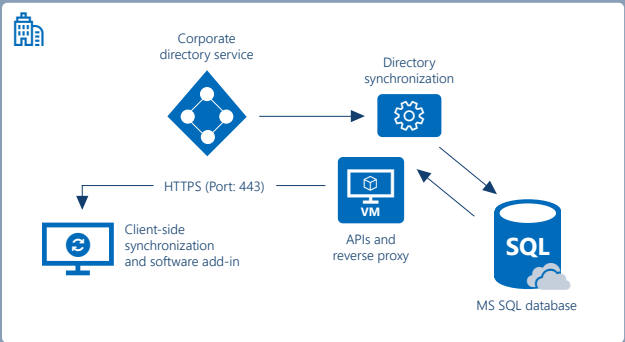 Corporate
directory service
Directory
synchronization
HTTPS (Port: 443)
VM
Client-side
synchronization
and software add-in
APIs and
reverse proxy
SQL
MS SQL database